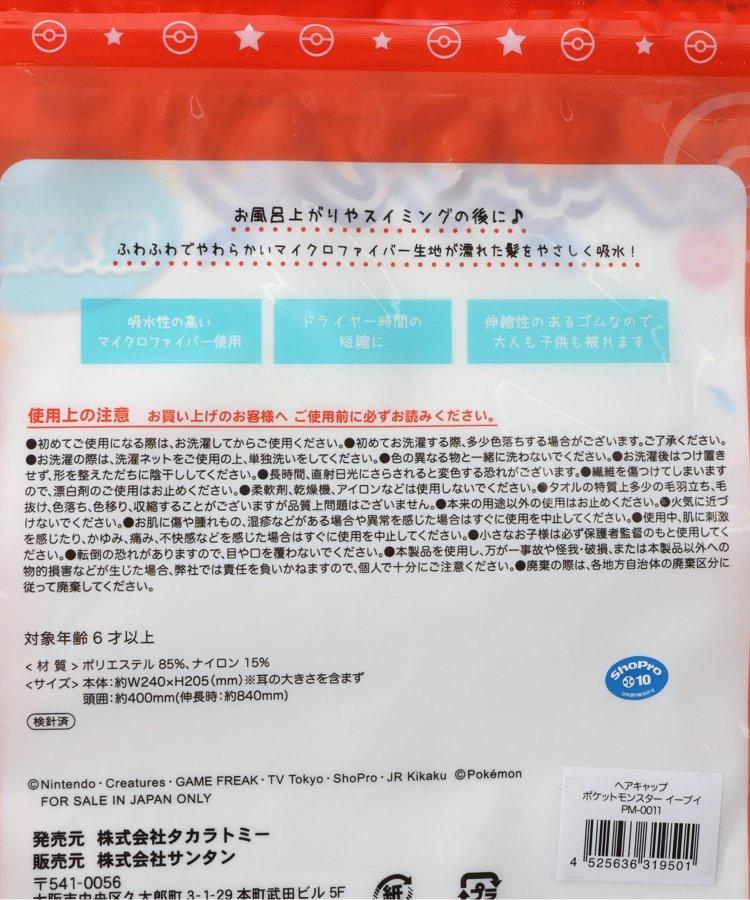 お風呂上がりやスイミングの後に♪
ふわふわでやわらかいマイクロファイバー生地が濡れた髪をやさしく吸水！
吸水性の高い
マイクロファイバー使用
ドライヤー時間の
短縮に
伸縮性のあるゴムなので
大人も子供も被れます
使用上の注意 お買い上げのお客様へ ご使用前に必ずお読みください。
●初めてご使用になる際は、お洗濯してからご使用ください。●初めてお洗濯する際、多少色落ちする場合がございます。ご了承ください。
●お洗濯の際は、洗濯ネットをご使用の上、単独洗いをしてください。●色の異なる物と一緒に洗わないでください。●お洗濯後はつけ置き
せず、形を整えただちに陰干ししてください。●長時間、直射日光にさらされると変色する恐れがございます。●繊維を傷つけてしまいます
ので、漂白剤のご使用はお止めください。●柔軟剤、乾燥機、アイロンなどは使用しないでください。●タオルの特質上多少の毛羽立ち、毛
抜け、色落ち、色移り、収縮することがございますが品質上問題はございません。●本来の用途以外の使用はお止めください。●火気に近づ
けないでください。●お肌に傷や腫れもの、湿疹などがある場合や異常を感じた場合はすぐに使用を中止してください。●使用中、肌に刺激
を感じたり、かゆみ、痛み、不快感などを感じた場合はすぐに使用を中止してください。●小さなお子様は必ず保護者監督のもと使用してく
ださい。●転倒の恐れがありますので、目や口を覆わないでください。●本製品を使用し、万が一事故や怪我・破損、または本製品以外への
物的損害などが生じた場合、弊社では責任を負いかねますので、個人で十分にご注意ください。●廃棄の際は、各地方自治体の廃棄区分に
従って廃棄してください。
対象年齢６才以上
＜材質＞ポリエステル 85%、ナイロン 15%
＜サイズ＞本体：約W240×H205（mm）※耳の大きさを含まず
頭囲：約400mm（伸長時：約840mm）
検針済
ShoPro
10
日本国内販売許可
©Nintendo・Creatures・GAME FREAK・TV Tokyo・ShoPro・JR Kikaku ©Pokémon
FOR SALE IN JAPAN ONLY
発売元 株式会社タカラトミー
販売元 株式会社サンタン
〒541-0056
大阪市中央区久太郎町 3-1-29 本町武田ビル 5F
紙
プラ
ヘアキャップ
ポケットモンスター イーブイ
PM-0011
4 525636 319501